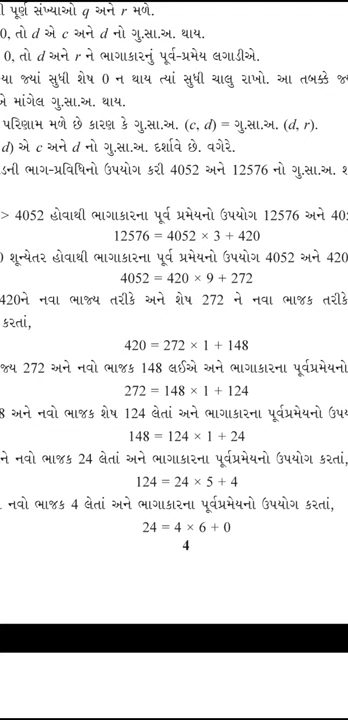 પૂર્ણ સંખ્યાઓ q અને r મળે.
0, તો d એ c અને d નો ગુ.સા.અ. થાય.
0, તો d અને r ને ભાગાકારનું પૂર્વ-પ્રમેય લગાડીએ.
જ્યાં સુધી શેષ 0 ન થાય ત્યાં સુધી ચાલુ રાખો. આ તબક્કે
માંગેલ ગુ.સા.અ. થાય.
પરિણામ મળે છે કારણ કે ગુ.સા.અ. (c, d) = ગુ.સા.અ. (d, r).
d) એ c અને d નો ગુ.સા.અ. દર્શાવે છે. વગેરે.
ભાગ-પ્રવિધિનો ઉપયોગ કરી 4052 અને 12576 નો ગુ.સા.અ.
> 4052 હોવાથી ભાગાકારના પૂર્વ પ્રમેયનો ઉપયોગ 12576 અને
12576 = 4052 × 3 + 420
શૂન્યેતર હોવાથી ભાગાકારના પૂર્વ પ્રમેયનો ઉપયોગ 4052 અને 420
4052 = 420 × 9 + 272
420ને નવા ભાજ્ય તરીકે અને શેષ 272 ને નવા ભાજક તરીકે
કરતાં,
420 = 272 × 1 + 148
272 અને નવો ભાજક 148 લઈએ અને ભાગાકારના પૂર્વપ્રમેયનો
272 = 148 × 1 + 124
અને નવો ભાજક શેષ 124 લેતાં અને ભાગાકારના પૂર્વપ્રમેયનો
148 = 124 × 1 + 24
ને નવો ભાજક 24 લેતાં અને ભાગાકારના પૂર્વપ્રમેયનો ઉપયોગ કરતાં,
124 = 24 × 5 + 4
નવો ભાજક 4 લેતાં અને ભાગાકારના પૂર્વપ્રમેયનો ઉપયોગ કરતાં,
24 = 4 × 6 + 0
4